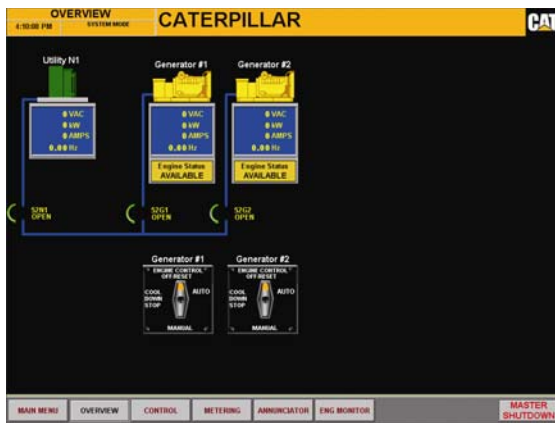 OVERVIEW
4:10:08 PM
SYSTEM MODE
CATERPILLAR
CAT
Utility N1
Generator #1
Generator #2
0 VAC
0 kW
0 AMPS
0.00 Hz
0 VAC
0 kW
0 AMPS
0.00 Hz
0 VAC
0 kW
0 AMPS
0.00 Hz
Engine Status
AVAILABLE
Engine Status
AVAILABLE
52N1
OPEN
52G1
OPEN
52G2
OPEN
Generator #1
Generator #2
ENGINE CONTROL
OFF/RESET
COOL
DOWN
STOP
AUTO
MANUAL
ENGINE CONTROL
OFF/RESET
COOL
DOWN
STOP
AUTO
MANUAL
MAIN MENU
OVERVIEW
CONTROL
METERING
ANNUNCIATOR
ENG MONITOR
MASTER
SHUTDOWN